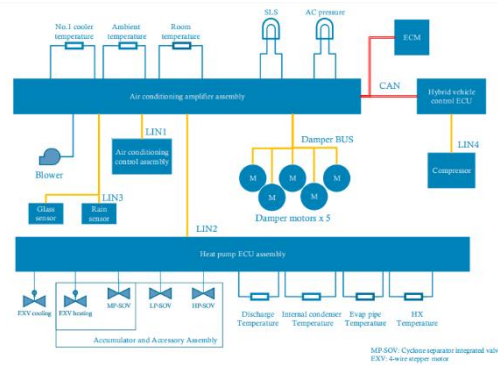 No.1 cooler
temperature
Ambient
temperature
Room
temperature
SLS
AC pressure
ECM
CAN
Air conditioning amplifier assembly
Hybrid vehicle
control ECU
LIN1
Air conditioning
control assembly
Damper BUS
LIN4
Compressor
Blower
M
M
M
M
M
LIN3
Glass
sensor
Rain
sensor
Damper motors x 5
LIN2
Heat pump ECU assembly
EXV cooling
EXV heating
MP-SOV
LP-SOV
HP-SOV
Discharge
Temperature
Internal condenser
Temperature
Evap pipe
Temperature
HX
Temperature
Accumulator and Accessory Assembly
MP-SOV: Cyclone separator integrated valve
EXV: 4-wire stepper motor